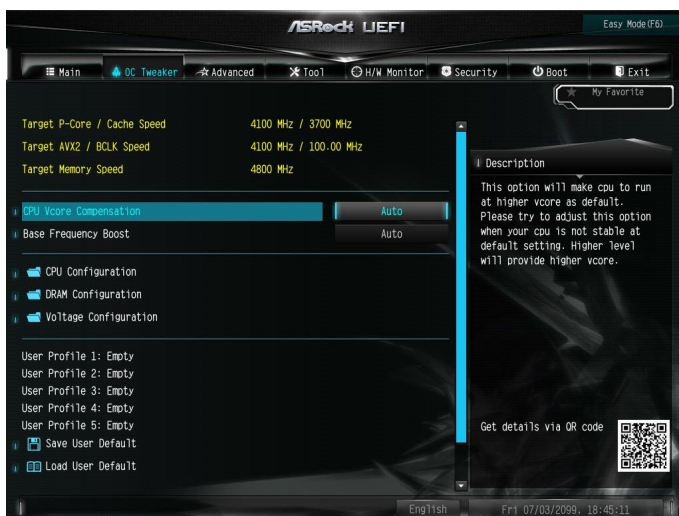 ASRock UEFI
Easy Mode(F6)
Main
OC Tweaker
Advanced
Tool
H/W Monitor
Security
Boot
Exit
My Favorite
Target P-Core / Cache Speed 4100 MHz / 3700 MHz
Target AVX2 / BCLK Speed 4100 MHz / 100.00 MHz
Target Memory Speed 4800 MHz
CPU Vcore Compensation Auto
Base Frequency Boost Auto
CPU Configuration
DRAM Configuration
Voltage Configuration
User Profile 1: Empty
User Profile 2: Empty
User Profile 3: Empty
User Profile 4: Empty
User Profile 5: Empty
Save User Default
Load User Default
Description
This option will make cpu to run
at higher vcore as default.
Please try to adjust this option
when your cpu is not stable at
default setting. Higher level
will provide higher vcore.
Get details via QR code
English
Fri 07/03/2099. 18:45:11